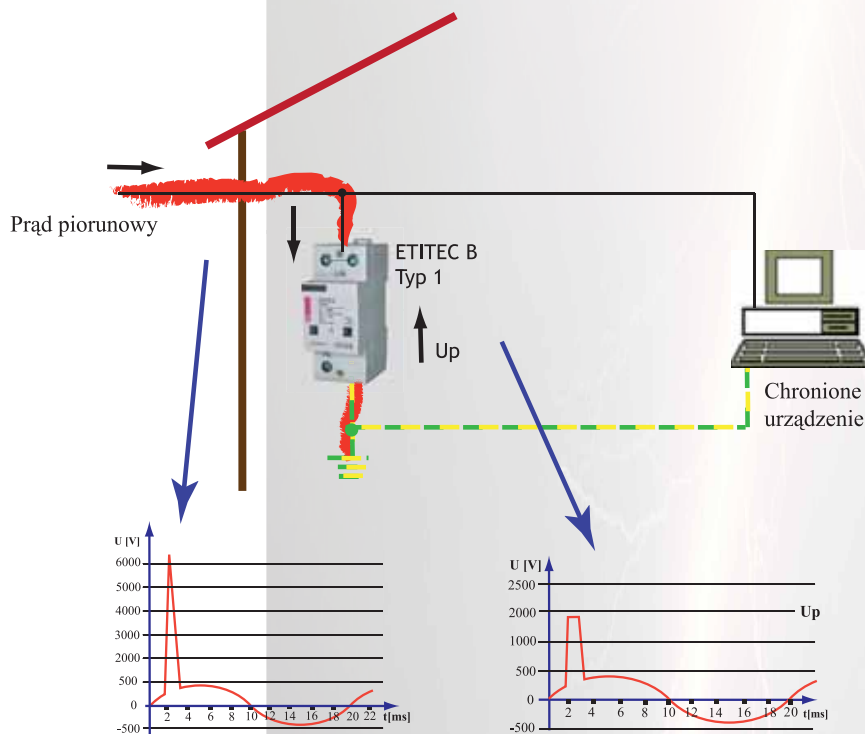 Prąd piorunowy
ETITEC B
Typ 1
Up
Chronione
urządzenie
U [V]
6000
5000
4000
3000
2000
500
0
-500
2 4 6 8 10 12 14 16 18 20 22 t[ms]
U [V]
2500
2000 Up
1000
500
0
-500
2 4 6 8 10 12 14 16 18 20 t[ms]